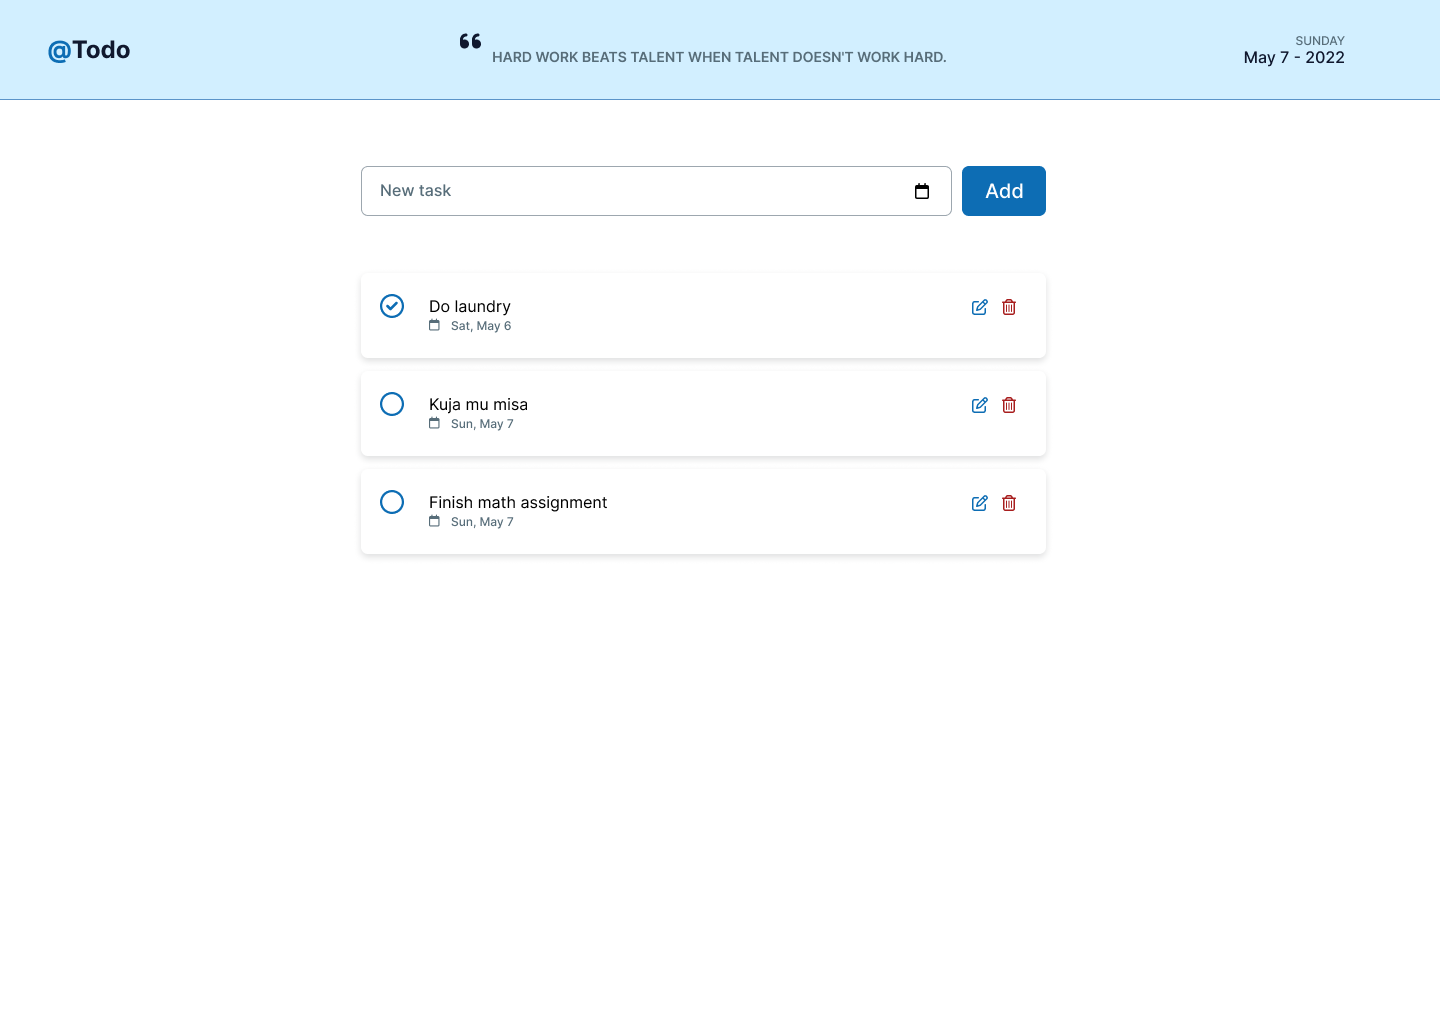 @Todo
❝ HARD WORK BEATS TALENT WHEN TALENT DOESN'T WORK HARD.
SUNDAY
May 7 - 2022
New task
Add
Do laundry
Sat, May 6
Kuja mu misa
Sun, May 7
Finish math assignment
Sun, May 7